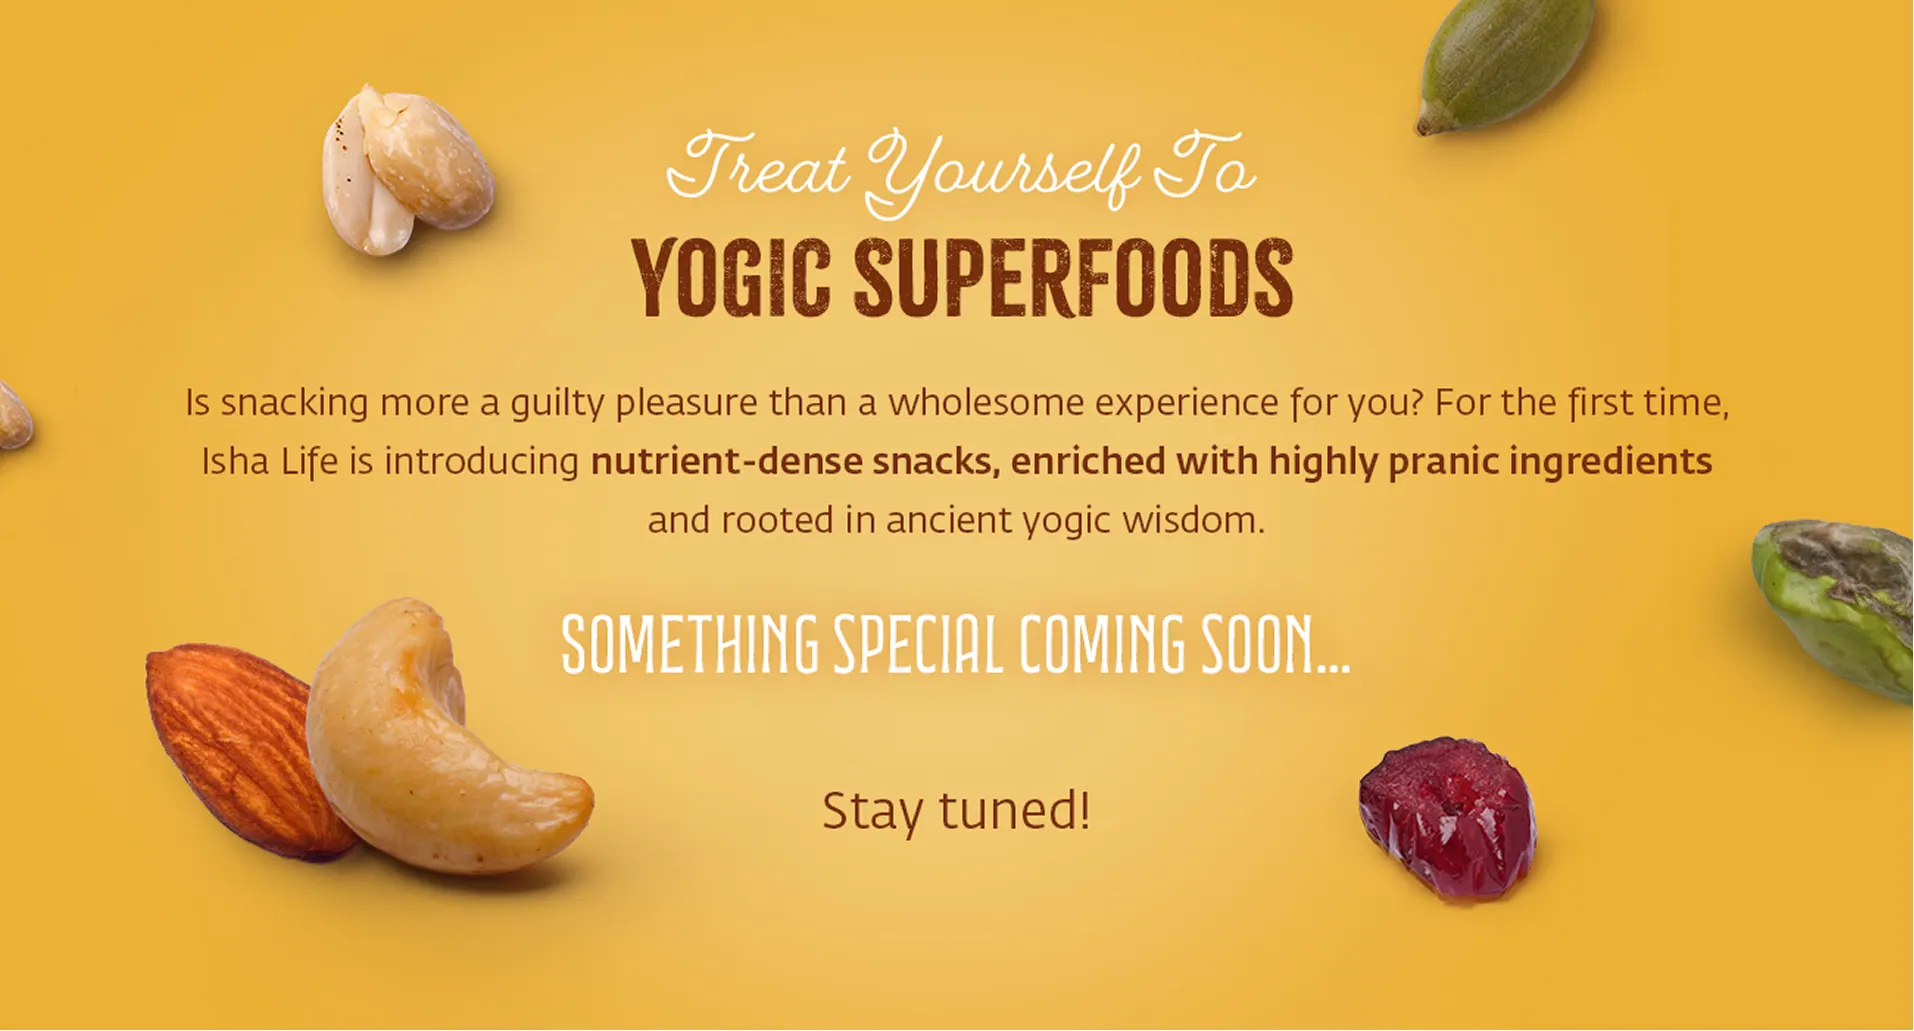 Treat Yourself To
YOGIC SUPERFOODS
Is snacking more a guilty pleasure than a wholesome experience for you? For the first time,
Isha Life is introducing nutrient-dense snacks, enriched with highly pranic ingredients
and rooted in ancient yogic wisdom.
SOMETHING SPECIAL COMING SOON...
Stay tuned!